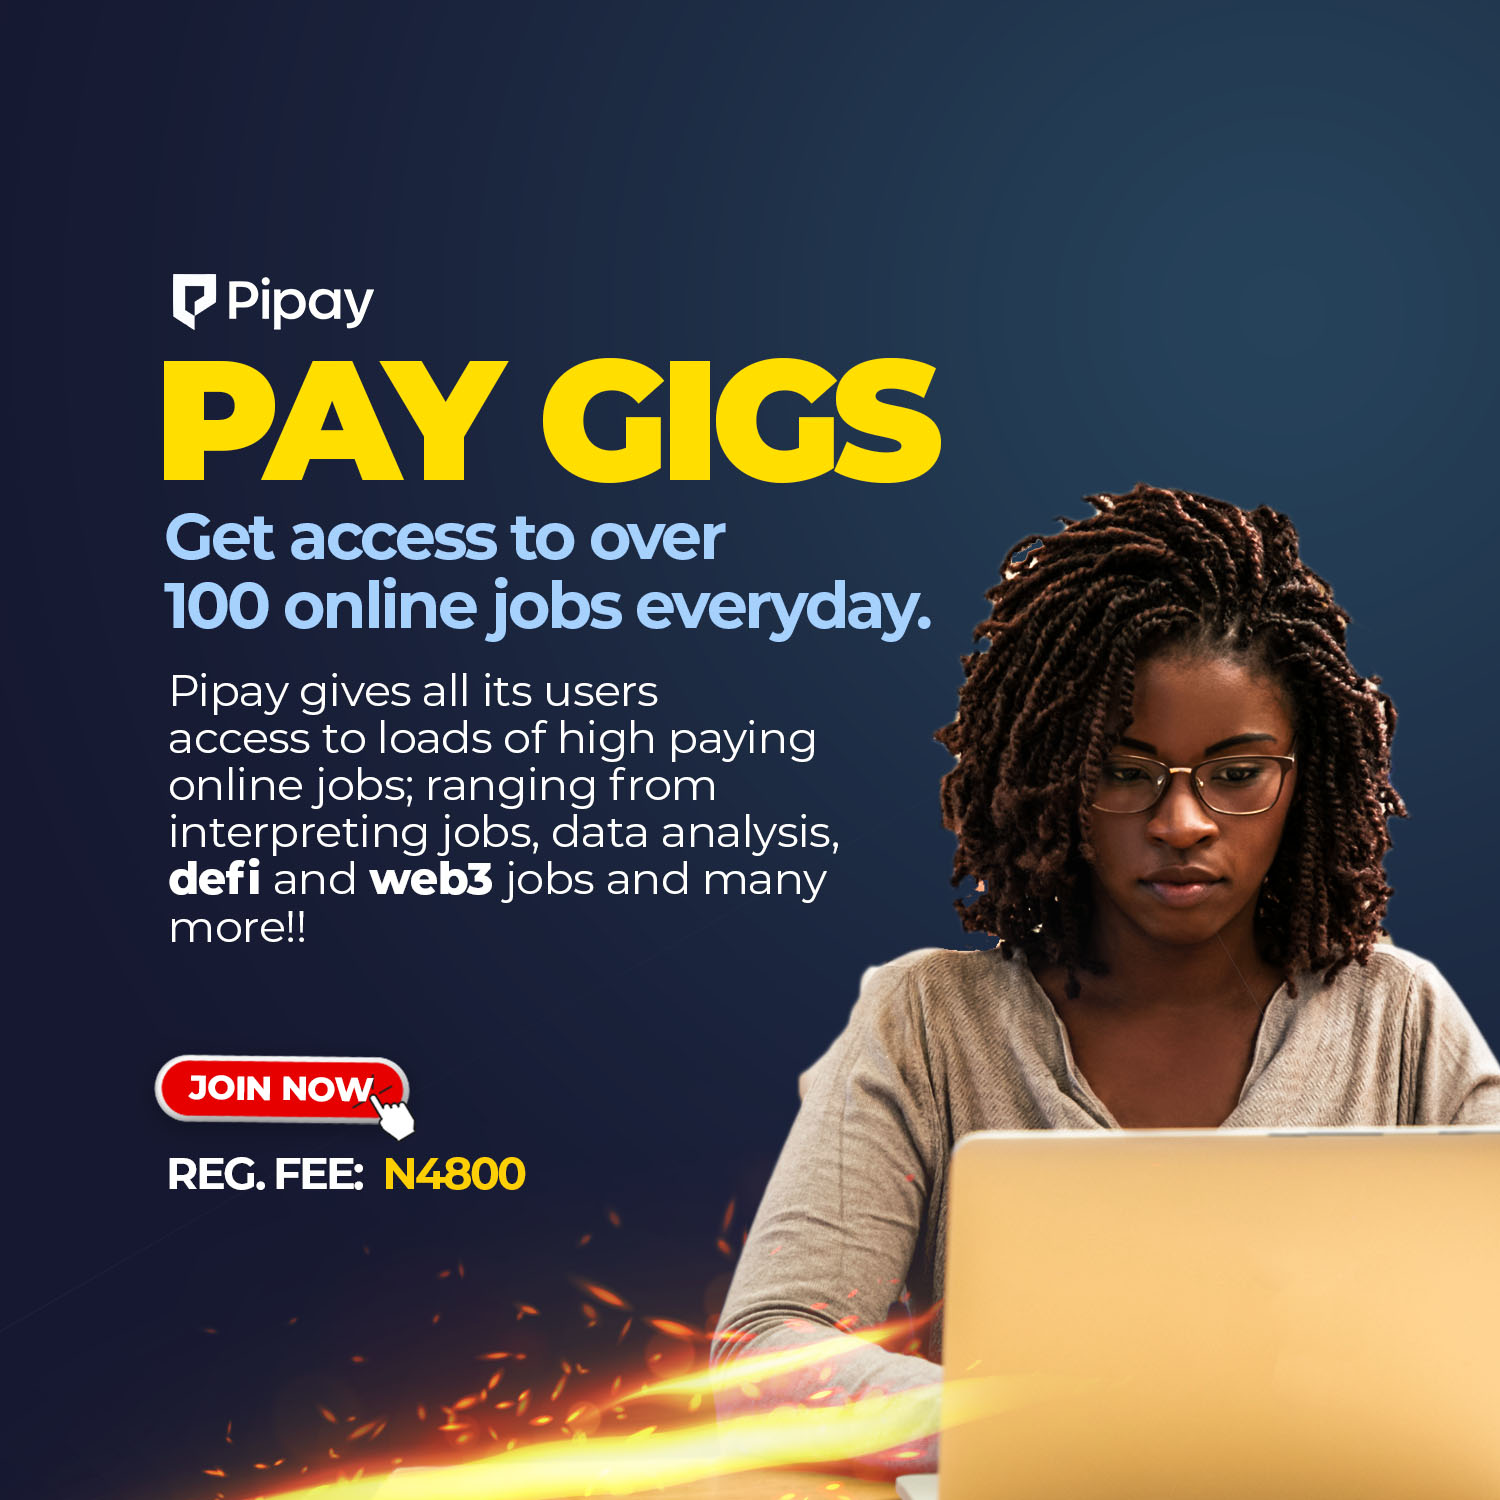 Pipay
PAY GIGS
Get access to over
100 online jobs everyday.
Pipay gives all its users
access to loads of high paying
online jobs; ranging from
interpreting jobs, data analysis,
defi and web3 jobs and many
more!!
JOIN NOW
REG. FEE: N4800